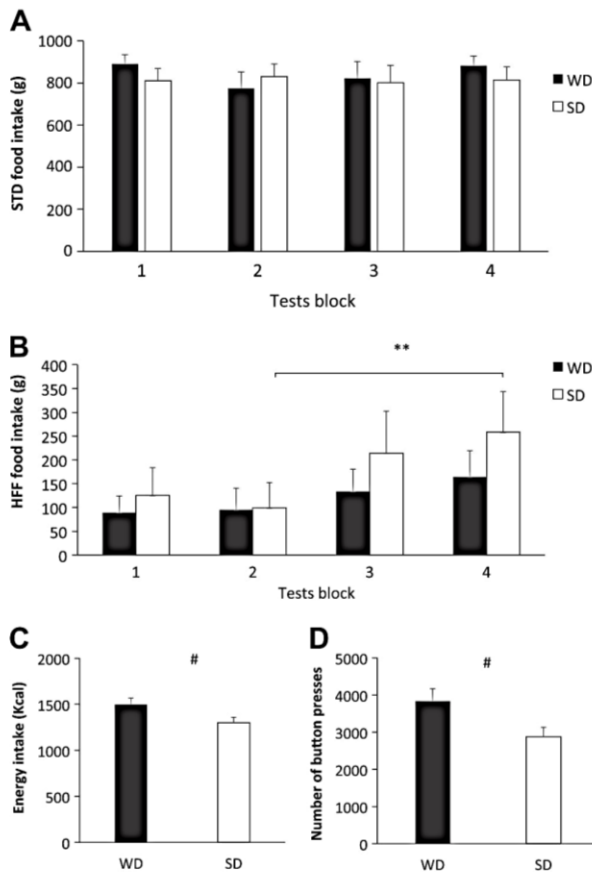 A
STD food intake (g)
1000
800
600
400
200
0
1 2 3 4
Tests block
WD
SD
B
HFF food intake (g)
400
350
300
250
200
150
100
50
0
**
1 2 3 4
Tests block
WD
SD
C
Energy intake (Kcal)
2000
1500
1000
500
0
#
WD SD
D
Number of button presses
5000
4000
3000
2000
1000
0
#
WD SD